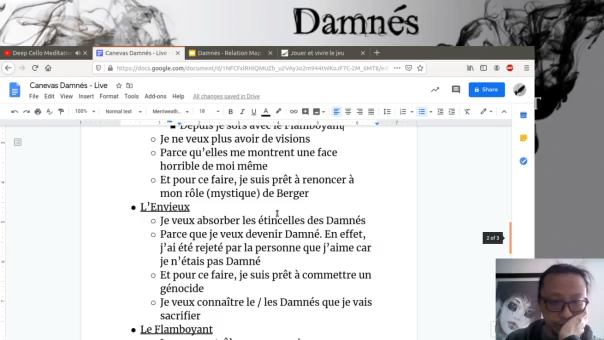 Damnés
Deep Cello Meditation
Canevas Damnés - Live
Damnés - Relation Map
Jouer et vivre le jeu
Canevas Damnés - Live
File Edit View Insert Format Tools Add-ons Help All changes saved in Drive
Share
100% Normal text Merriweath... 18
Depuis je sors avec le Flamboyant
Je ne veux plus avoir de visions
Parce qu'elles me montrent une face
horrible de moi même
Et pour ce faire, je suis prêt à renoncer à
mon rôle (mystique) de Berger
L'Envieux
Je veux absorber les étincelles des Damnés
Parce que je veux devenir Damné. En effet,
j'ai été rejeté par la personne que j'aime car
je n'étais pas Damné
Et pour ce faire, je suis prêt à commettre un
génocide
Je veux connaître le / les Damnés que je vais
sacrifier
Le Flamboyant
2 of 3